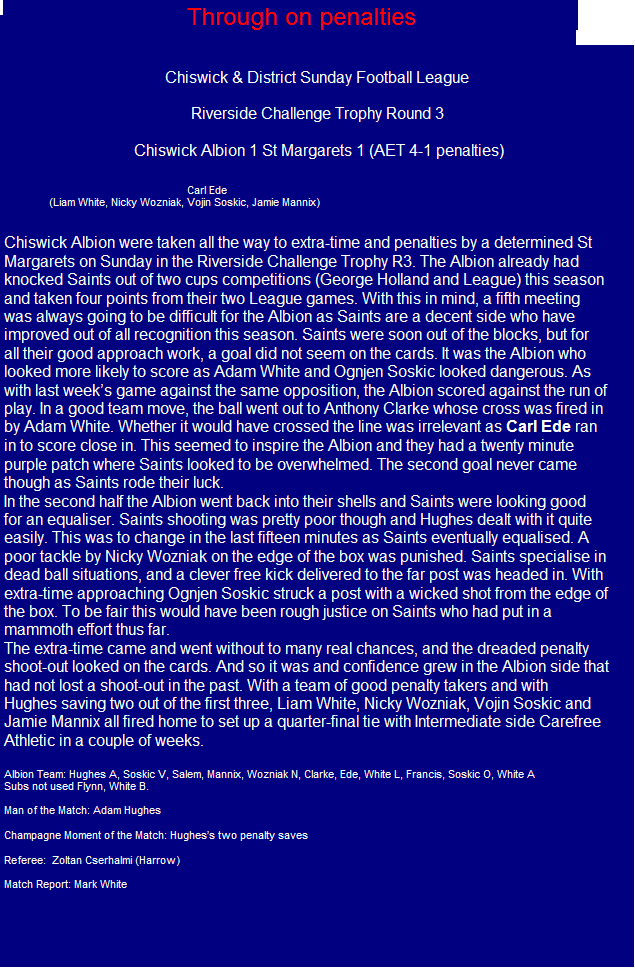 Through on penalties
Chiswick & District Sunday Football League
Riverside Challenge Trophy Round 3
Chiswick Albion 1 St Margarets 1 (AET 4-1 penalties)
Carl Ede
(Liam White, Nicky Wozniak, Vojin Soskic, Jamie Mannix)
Chiswick Albion were taken all the way to extra-time and penalties by a determined St
Margarets on Sunday in the Riverside Challenge Trophy R3. The Albion already had
knocked Saints out of two cups competitions (George Holland and League) this season
and taken four points from their two League games. With this in mind, a fifth meeting
was always going to be difficult for the Albion as Saints are a decent side who have
improved out of all recognition this season. Saints were soon out of the blocks, but for
all their good approach work, a goal did not seem on the cards. It was the Albion who
looked more likely to score as Adam White and Ognjen Soskic looked dangerous. As
with last week's game against the same opposition, the Albion scored against the run of
play. In a good team move, the ball went out to Anthony Clarke whose cross was fired in
by Adam White. Whether it would have crossed the line was irrelevant as Carl Ede ran
in to score close in. This seemed to inspire the Albion and they had a twenty minute
purple patch where Saints looked to be overwhelmed. The second goal never came
though as Saints rode their luck.
In the second half the Albion went back into their shells and Saints were looking good
for an equaliser. Saints shooting was pretty poor though and Hughes dealt with it quite
easily. This was to change in the last fifteen minutes as Saints eventually equalised. A
poor tackle by Nicky Wozniak on the edge of the box was punished. Saints specialise in
dead ball situations, and a clever free kick delivered to the far post was headed in. With
extra-time approaching Ognjen Soskic struck a post with a wicked shot from the edge of
the box. To be fair this would have been rough justice on Saints who had put in a
mammoth effort thus far.
The extra-time came and went without to many real chances, and the dreaded penalty
shoot-out looked on the cards. And so it was and confidence grew in the Albion side that
had not lost a shoot-out in the past. With a team of good penalty takers and with
Hughes saving two out of the first three, Liam White, Nicky Wozniak, Vojin Soskic and
Jamie Mannix all fired home to set up a quarter-final tie with Intermediate side Carefree
Athletic in a couple of weeks.
Albion Team: Hughes A, Soskic V, Salem, Mannix, Wozniak N, Clarke, Ede, White L, Francis, Soskic O, White A
Subs not used Flynn, White B.
Man of the Match: Adam Hughes
Champagne Moment of the Match: Hughes's two penalty saves
Referee:  Zoltan Cserhalmi (Harrow)
Match Report: Mark White